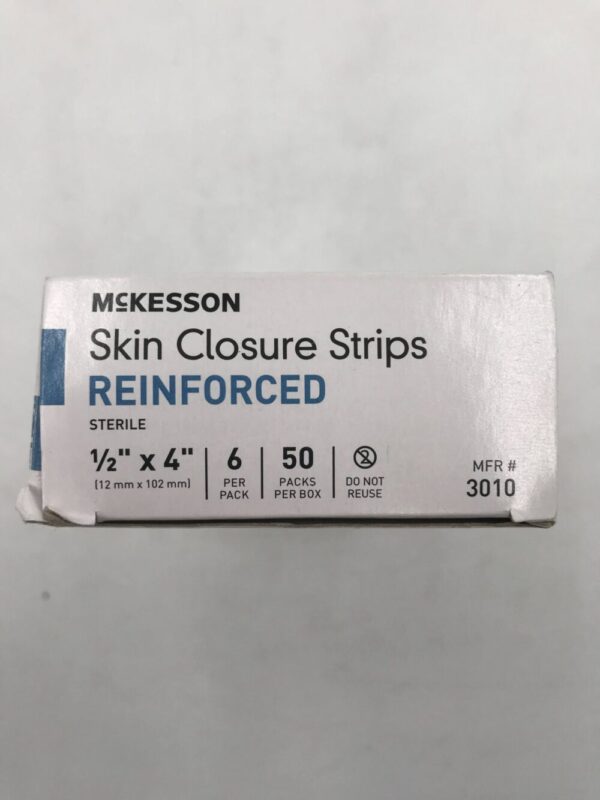 McKESSON
Skin Closure Strips
REINFORCED
STERILE
1/2" x 4"
(12 mm x 102 mm)
6
PER
PACK
50
PACKS
PER BOX
2
DO NOT
REUSE
MFR #
3010